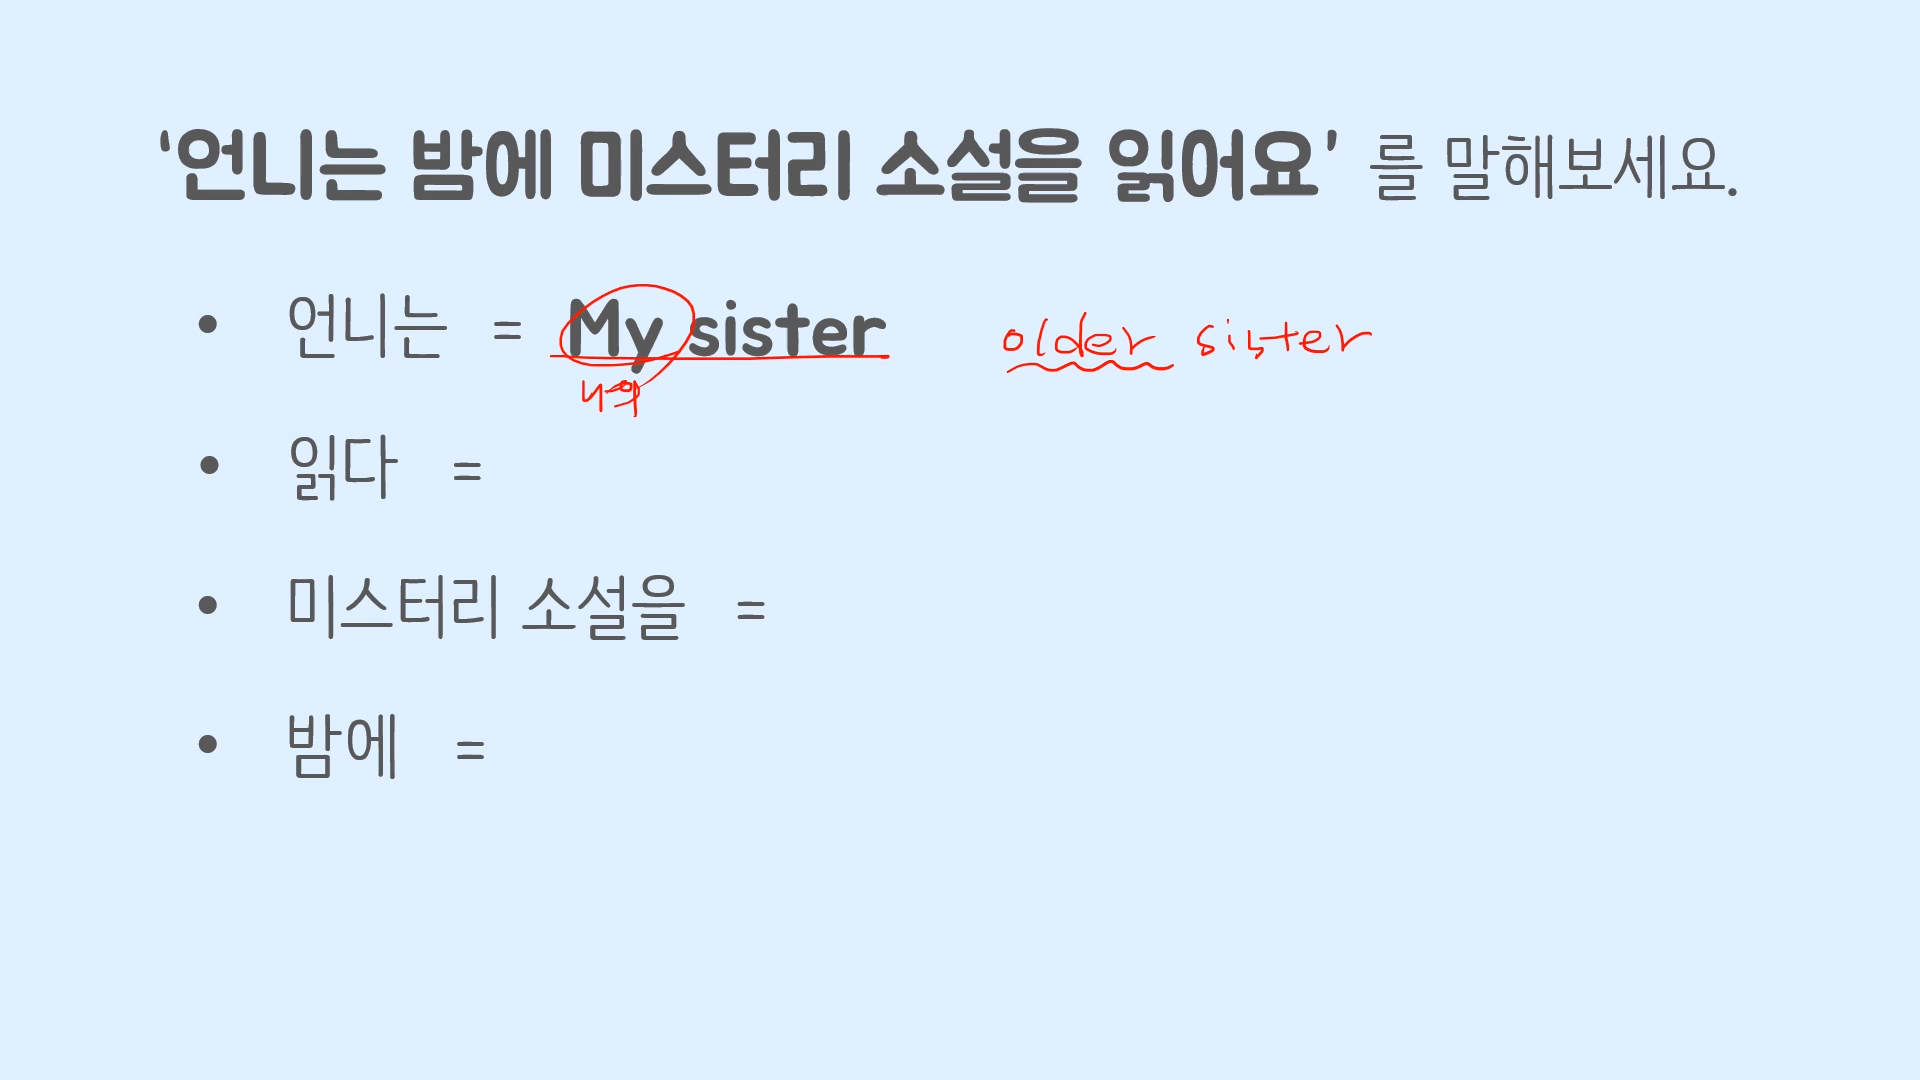 ‘언니는 밤에 미스터리 소설을 읽어요’ 를 말해보세요.
• 언니는 = My sister older sister
나의
• 읽다 =
• 미스터리 소설을 =
• 밤에 =